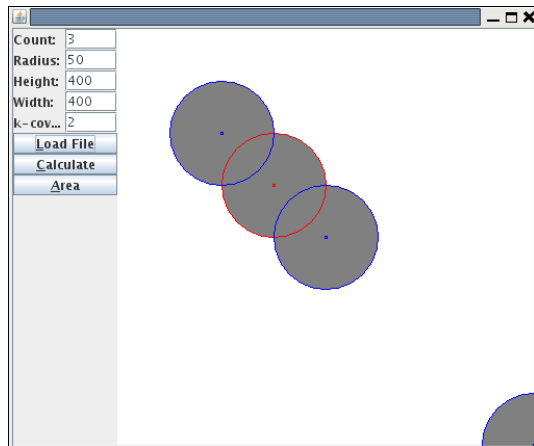 Count: 3
Radius: 50
Height: 400
Width: 400
k-cov... 2
Load File
Calculate
Area